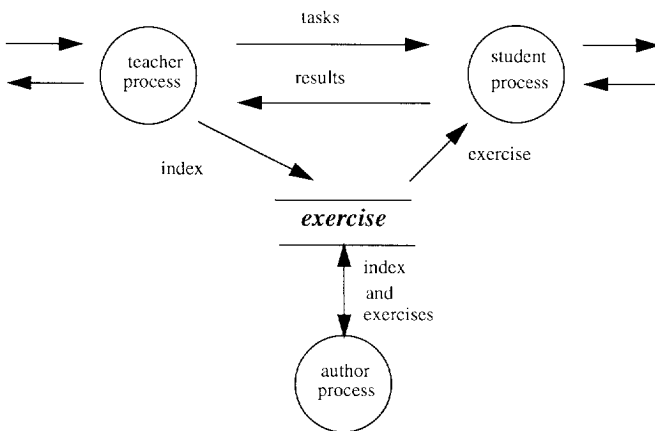 tasks
teacher
process
student
process
results
index
exercise
exercise
index
and
exercises
author
process